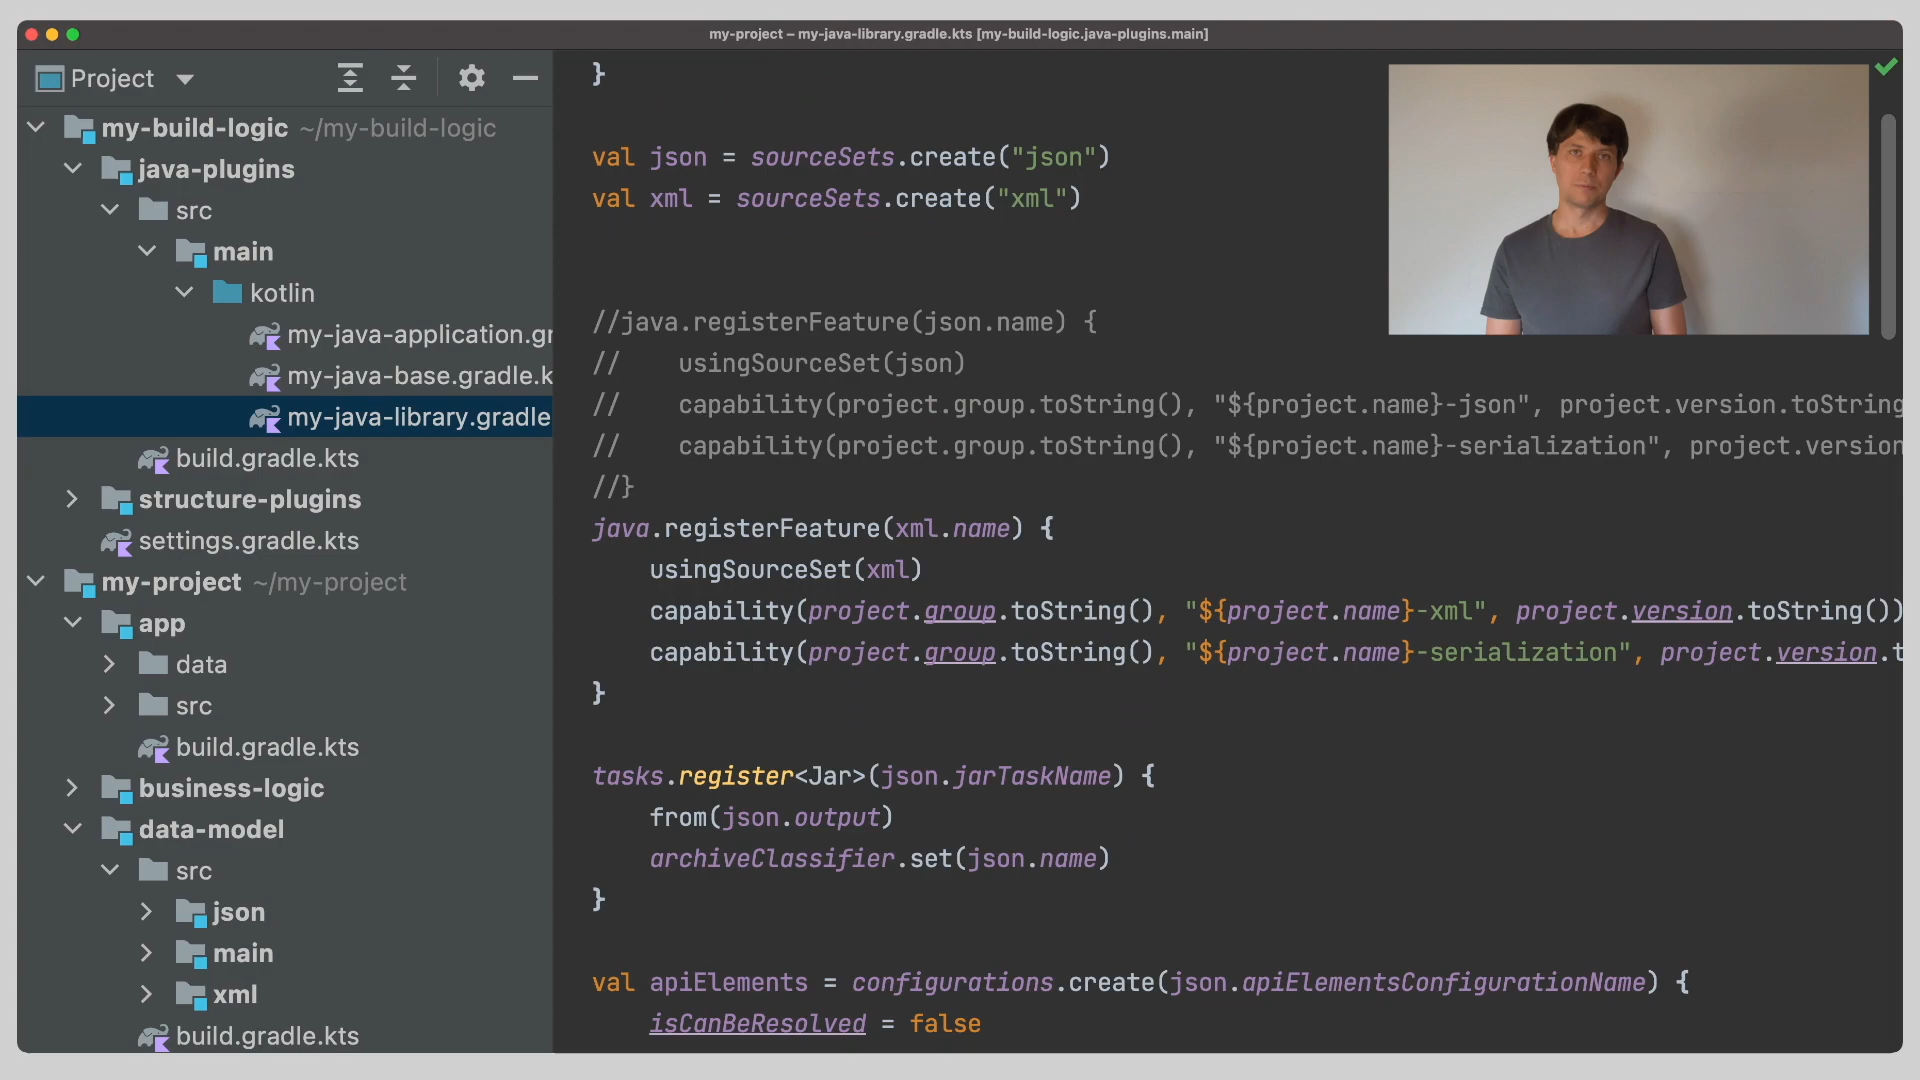 my-project – my-java-library.gradle.kts [my-build-logic.java-plugins.main]
Project
my-build-logic ~/my-build-logic
java-plugins
src
main
kotlin
my-java-application.gr
my-java-base.gradle.k
my-java-library.gradle
build.gradle.kts
structure-plugins
settings.gradle.kts
my-project ~/my-project
app
data
src
build.gradle.kts
business-logic
data-model
src
json
main
xml
build.gradle.kts
}
val json = sourceSets.create("json")
val xml = sourceSets.create("xml")
//java.registerFeature(json.name) {
//    usingSourceSet(json)
//    capability(project.group.toString(), "${project.name}-json", project.version.toString
//    capability(project.group.toString(), "${project.name}-serialization", project.version
//}
java.registerFeature(xml.name) {
    usingSourceSet(xml)
    capability(project.group.toString(), "${project.name}-xml", project.version.toString())
    capability(project.group.toString(), "${project.name}-serialization", project.version.t
}
tasks.register<Jar>(json.jarTaskName) {
    from(json.output)
    archiveClassifier.set(json.name)
}
val apiElements = configurations.create(json.apiElementsConfigurationName) {
    isCanBeResolved = false